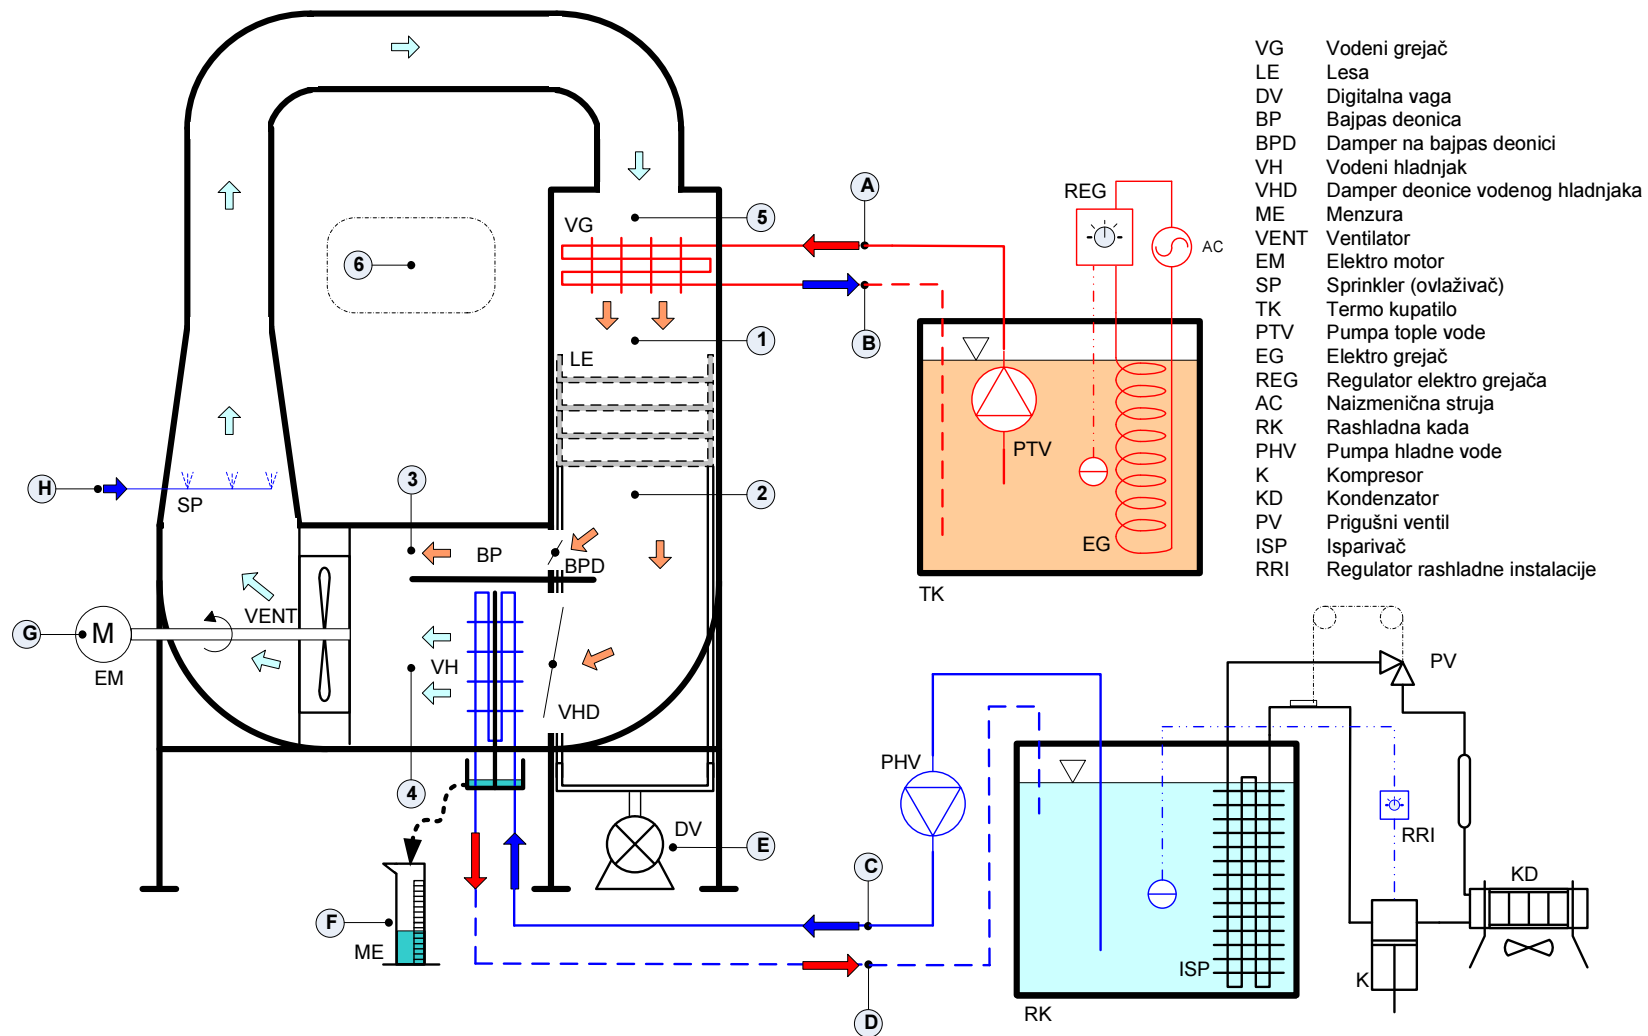 VG Vodeni grejač
LE Lesa
DV Digitalna vaga
BP Bajpas deonica
BPD Damper na bajpas deonici
VH Vodeni hladnjak
VHD Damper deonice vodenog hladnjaka
ME Menzura
VENT Ventilator
EM Elektro motor
SP Sprinkler (ovlaživač)
TK Termo kupatilo
PTV Pumpa tople vode
EG Elektro grejač
REG Regulator elektro grejača
AC Naizmenična struja
RK Rashladna kada
PHV Pumpa hladne vode
K Kompresor
KD Kondenzator
PV Prigušni ventil
ISP Isparivač
RRI Regulator rashladne instalacije
A
REG
5
VG
AC
6
B
1
LE
PTV
3
H
2
SP
BP
BPD
EG
TK
VENT
G
M
EM
VH
PV
VHD
PHV
4
DV
E
RRI
C
KD
F
ME
ISP
K
D
RK